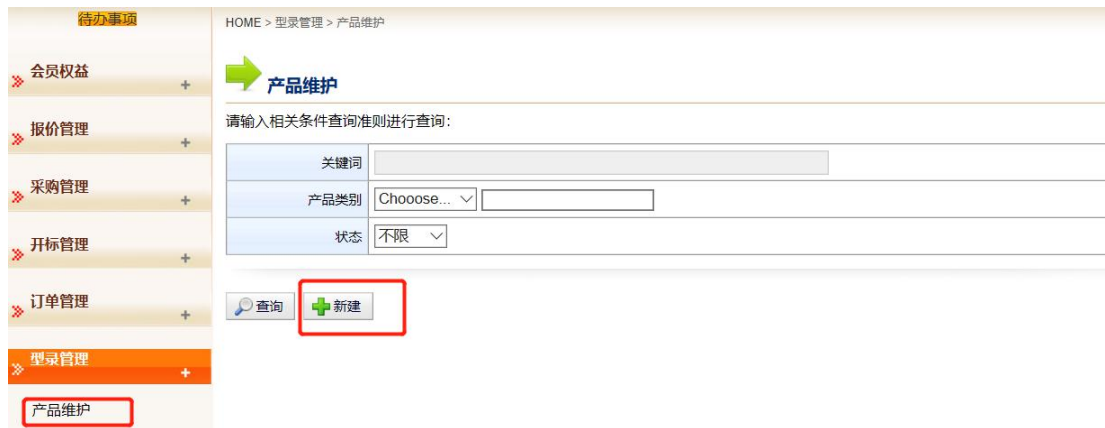 待办事项
会员权益
报价管理
采购管理
开标管理
订单管理
型录管理
产品维护
HOME > 型录管理 > 产品维护
产品维护
请输入相关条件查询准则进行查询:
关键词
产品类别 Chooose...
状态 不限
查询 新建